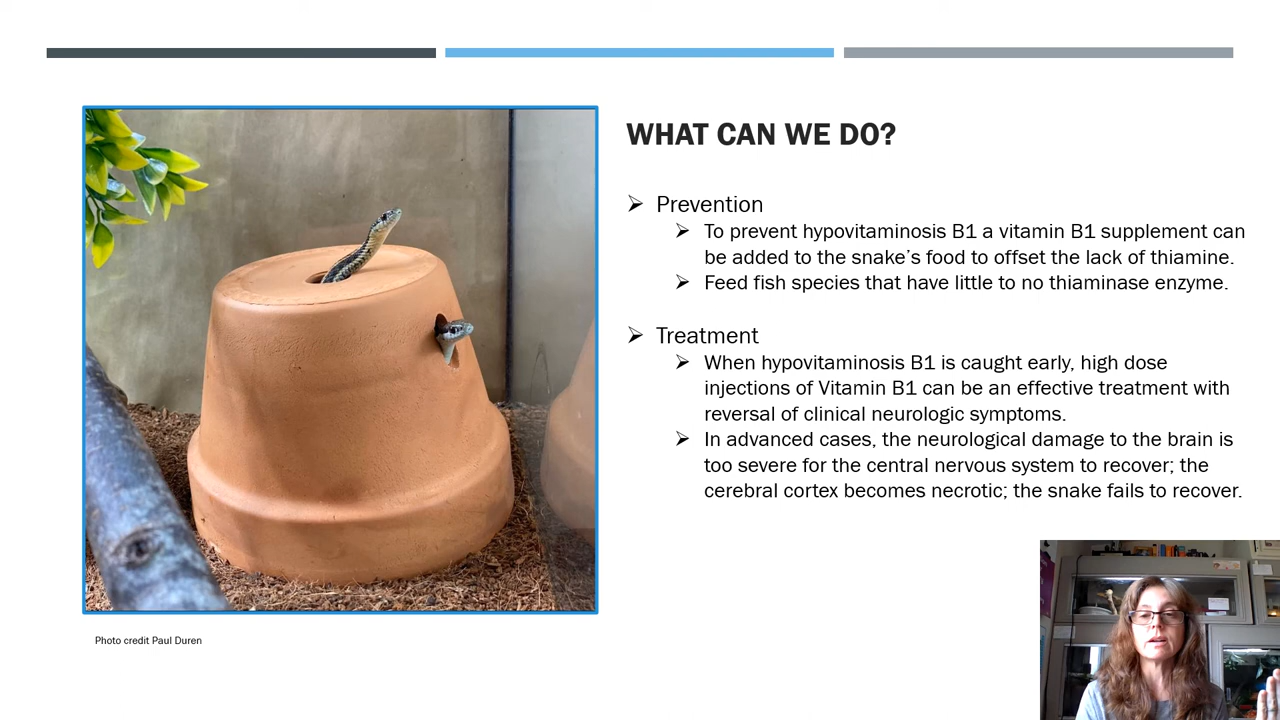 WHAT CAN WE DO?
➢ Prevention
➢ To prevent hypovitaminosis B1 a vitamin B1 supplement can
be added to the snake’s food to offset the lack of thiamine.
➢ Feed fish species that have little to no thiaminase enzyme.
➢ Treatment
➢ When hypovitaminosis B1 is caught early, high dose
injections of Vitamin B1 can be an effective treatment with
reversal of clinical neurologic symptoms.
➢ In advanced cases, the neurological damage to the brain is
too severe for the central nervous system to recover; the
cerebral cortex becomes necrotic; the snake fails to recover.
Photo credit Paul Duren